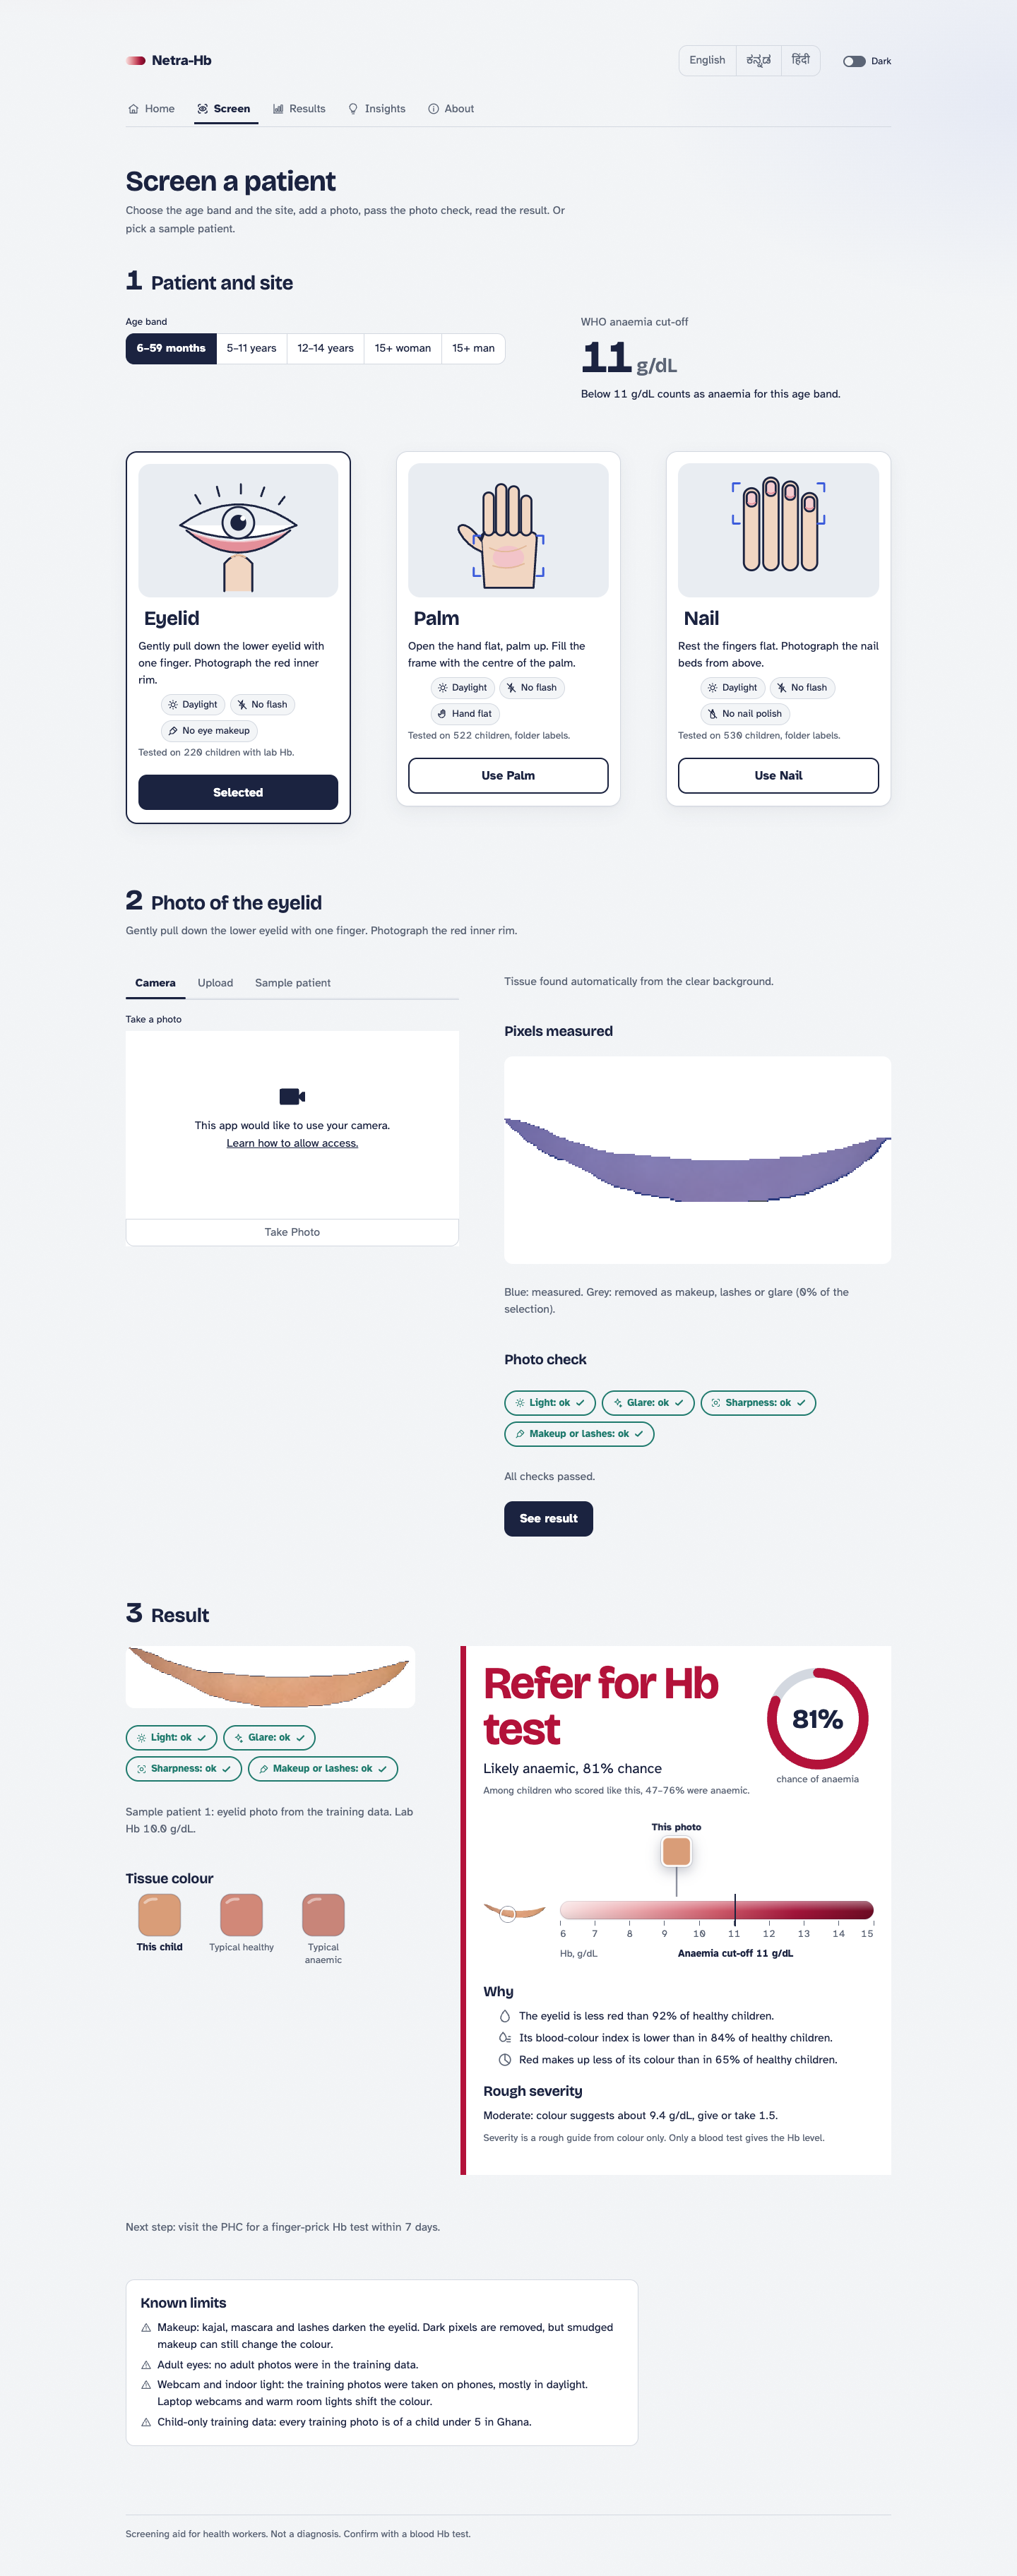 Netra-Hb
English
ಕನ್ನಡ
हिंदी
Dark
Home
Screen
Results
Insights
About
Screen a patient
Choose the age band and the site, add a photo, pass the photo check, read the result. Or
pick a sample patient.
1 Patient and site
Age band
6–59 months
5–11 years
12–14 years
15+ woman
15+ man
WHO anaemia cut-off
11 g/dL
Below 11 g/dL counts as anaemia for this age band.
Eyelid
Gently pull down the lower eyelid with
one finger. Photograph the red inner
rim.
Daylight
No flash
No eye makeup
Tested on 220 children with lab Hb.
Selected
Palm
Open the hand flat, palm up. Fill the
frame with the centre of the palm.
Daylight
No flash
Hand flat
Tested on 522 children, folder labels.
Use Palm
Nail
Rest the fingers flat. Photograph the nail
beds from above.
Daylight
No flash
No nail polish
Tested on 530 children, folder labels.
Use Nail
2 Photo of the eyelid
Gently pull down the lower eyelid with one finger. Photograph the red inner rim.
Camera
Upload
Sample patient
Take a photo
This app would like to use your camera.
Learn how to allow access.
Take Photo
Tissue found automatically from the clear background.
Pixels measured
Blue: measured. Grey: removed as makeup, lashes or glare (0% of the
selection).
Photo check
Light: ok
Glare: ok
Sharpness: ok
Makeup or lashes: ok
All checks passed.
See result
3 Result
Light: ok
Glare: ok
Sharpness: ok
Makeup or lashes: ok
Sample patient 1: eyelid photo from the training data. Lab
Hb 10.0 g/dL.
Tissue colour
This child
Typical healthy
Typical
anaemic
Refer for Hb
test
81%
chance of anaemia
Likely anaemic, 81% chance
Among children who scored like this, 47–76% were anaemic.
This photo
6 7 8 9 10 11 12 13 14 15
Hb, g/dL
Anaemia cut-off 11 g/dL
Why
The eyelid is less red than 92% of healthy children.
Its blood-colour index is lower than in 84% of healthy children.
Red makes up less of its colour than in 65% of healthy children.
Rough severity
Moderate: colour suggests about 9.4 g/dL, give or take 1.5.
Severity is a rough guide from colour only. Only a blood test gives the Hb level.
Next step: visit the PHC for a finger-prick Hb test within 7 days.
Known limits
Makeup: kajal, mascara and lashes darken the eyelid. Dark pixels are removed, but smudged
makeup can still change the colour.
Adult eyes: no adult photos were in the training data.
Webcam and indoor light: the training photos were taken on phones, mostly in daylight.
Laptop webcams and warm room lights shift the colour.
Child-only training data: every training photo is of a child under 5 in Ghana.
Screening aid for health workers. Not a diagnosis. Confirm with a blood Hb test.